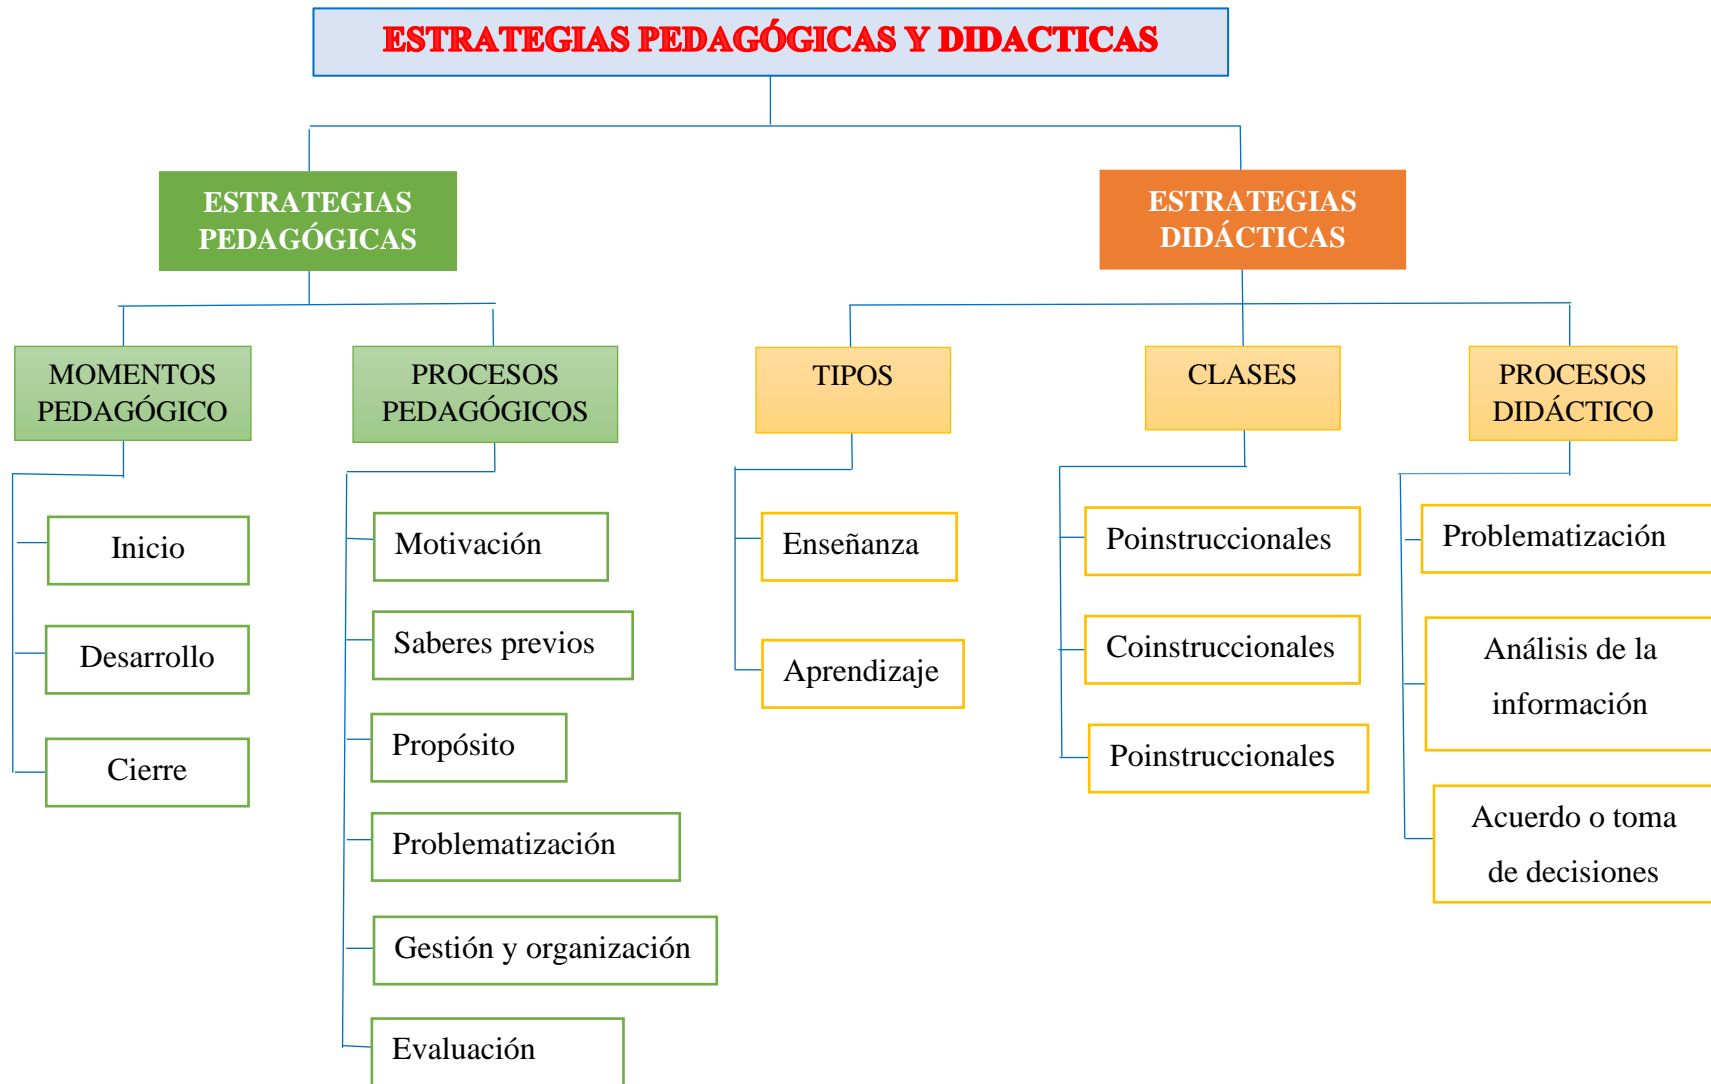 ESTRATEGIAS PEDAGÓGICAS Y DIDACTICAS
ESTRATEGIAS
PEDAGÓGICAS
ESTRATEGIAS
DIDÁCTICAS
MOMENTOS
PEDAGÓGICO
PROCESOS
PEDAGÓGICOS
TIPOS
CLASES
PROCESOS
DIDÁCTICO
Inicio
Desarrollo
Cierre
Motivación
Saberes previos
Propósito
Problematización
Gestión y organización
Evaluación
Enseñanza
Aprendizaje
Poinstruccionales
Coinstruccionales
Poinstruccionales
Problematización
Análisis de la
información
Acuerdo o toma
de decisiones